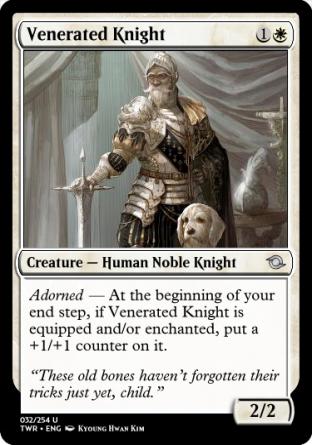 Venerated Knight 1
Creature — Human Noble Knight
Adorned — At the beginning of your
end step, if Venerated Knight is
equipped and/or enchanted, put a
+1/+1 counter on it.
“These old bones haven’t forgotten their
tricks just yet, child.”
2/2
032/254 U
TWR • ENG Kyoung Hwan Kim